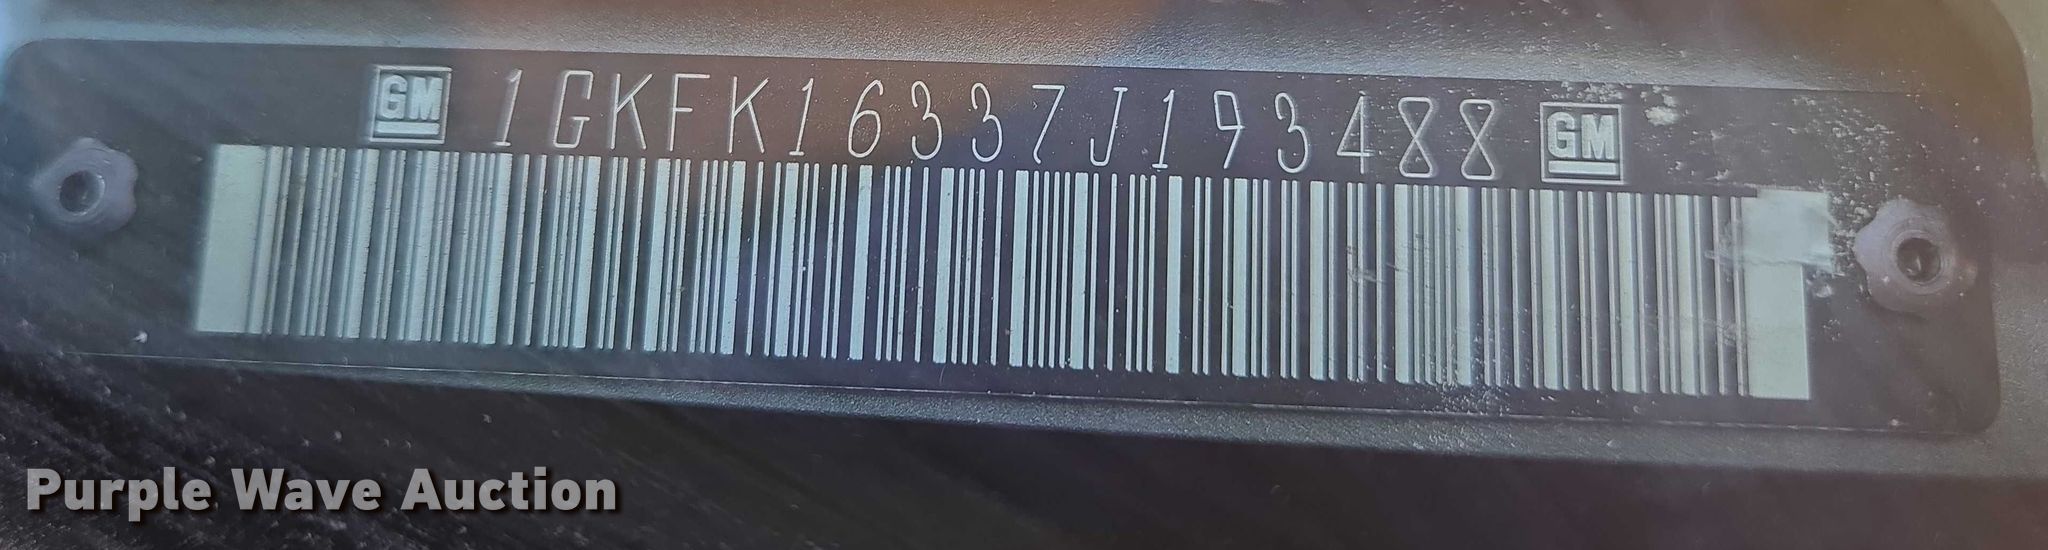 GM 1GKFK16337J193488 GM
Purple Wave Auction